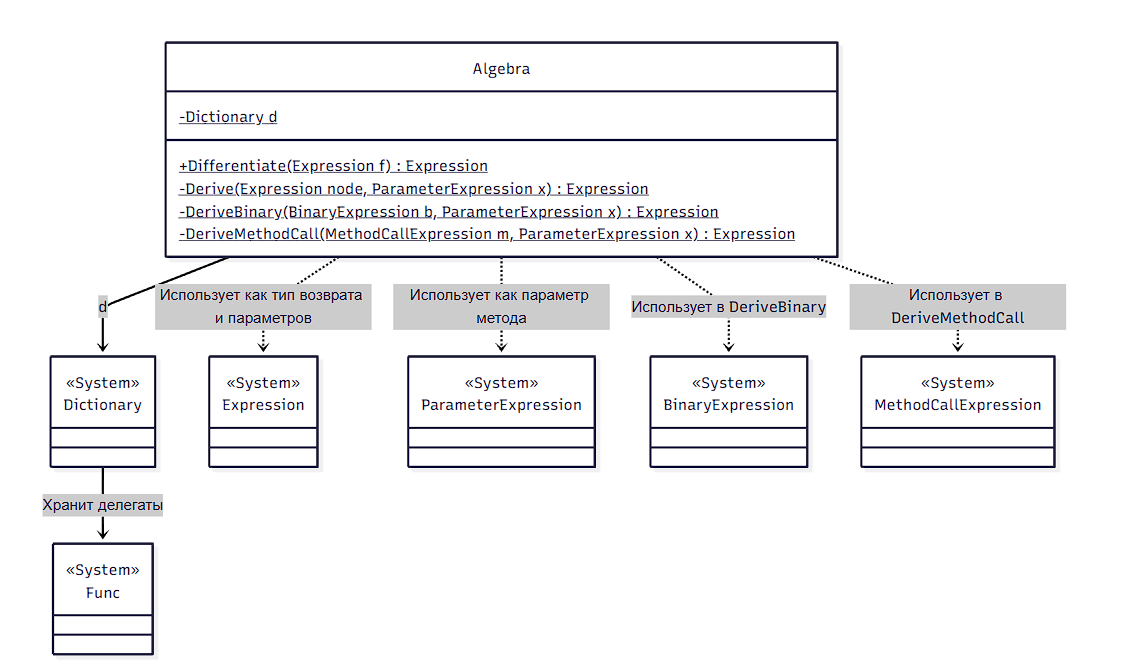 Algebra
-Dictionary d
+Differentiate(Expression f) : Expression
-Derive(Expression node, ParameterExpression x) : Expression
-DeriveBinary(BinaryExpression b, ParameterExpression x) : Expression
-DeriveMethodCall(MethodCallExpression m, ParameterExpression x) : Expression
d
Использует как тип возврата
и параметров
Использует как параметр
метода
Использует в DeriveBinary
Использует в
DeriveMethodCall
«System»
Dictionary
«System»
Expression
«System»
ParameterExpression
«System»
BinaryExpression
«System»
MethodCallExpression
Хранит делегаты
«System»
Func